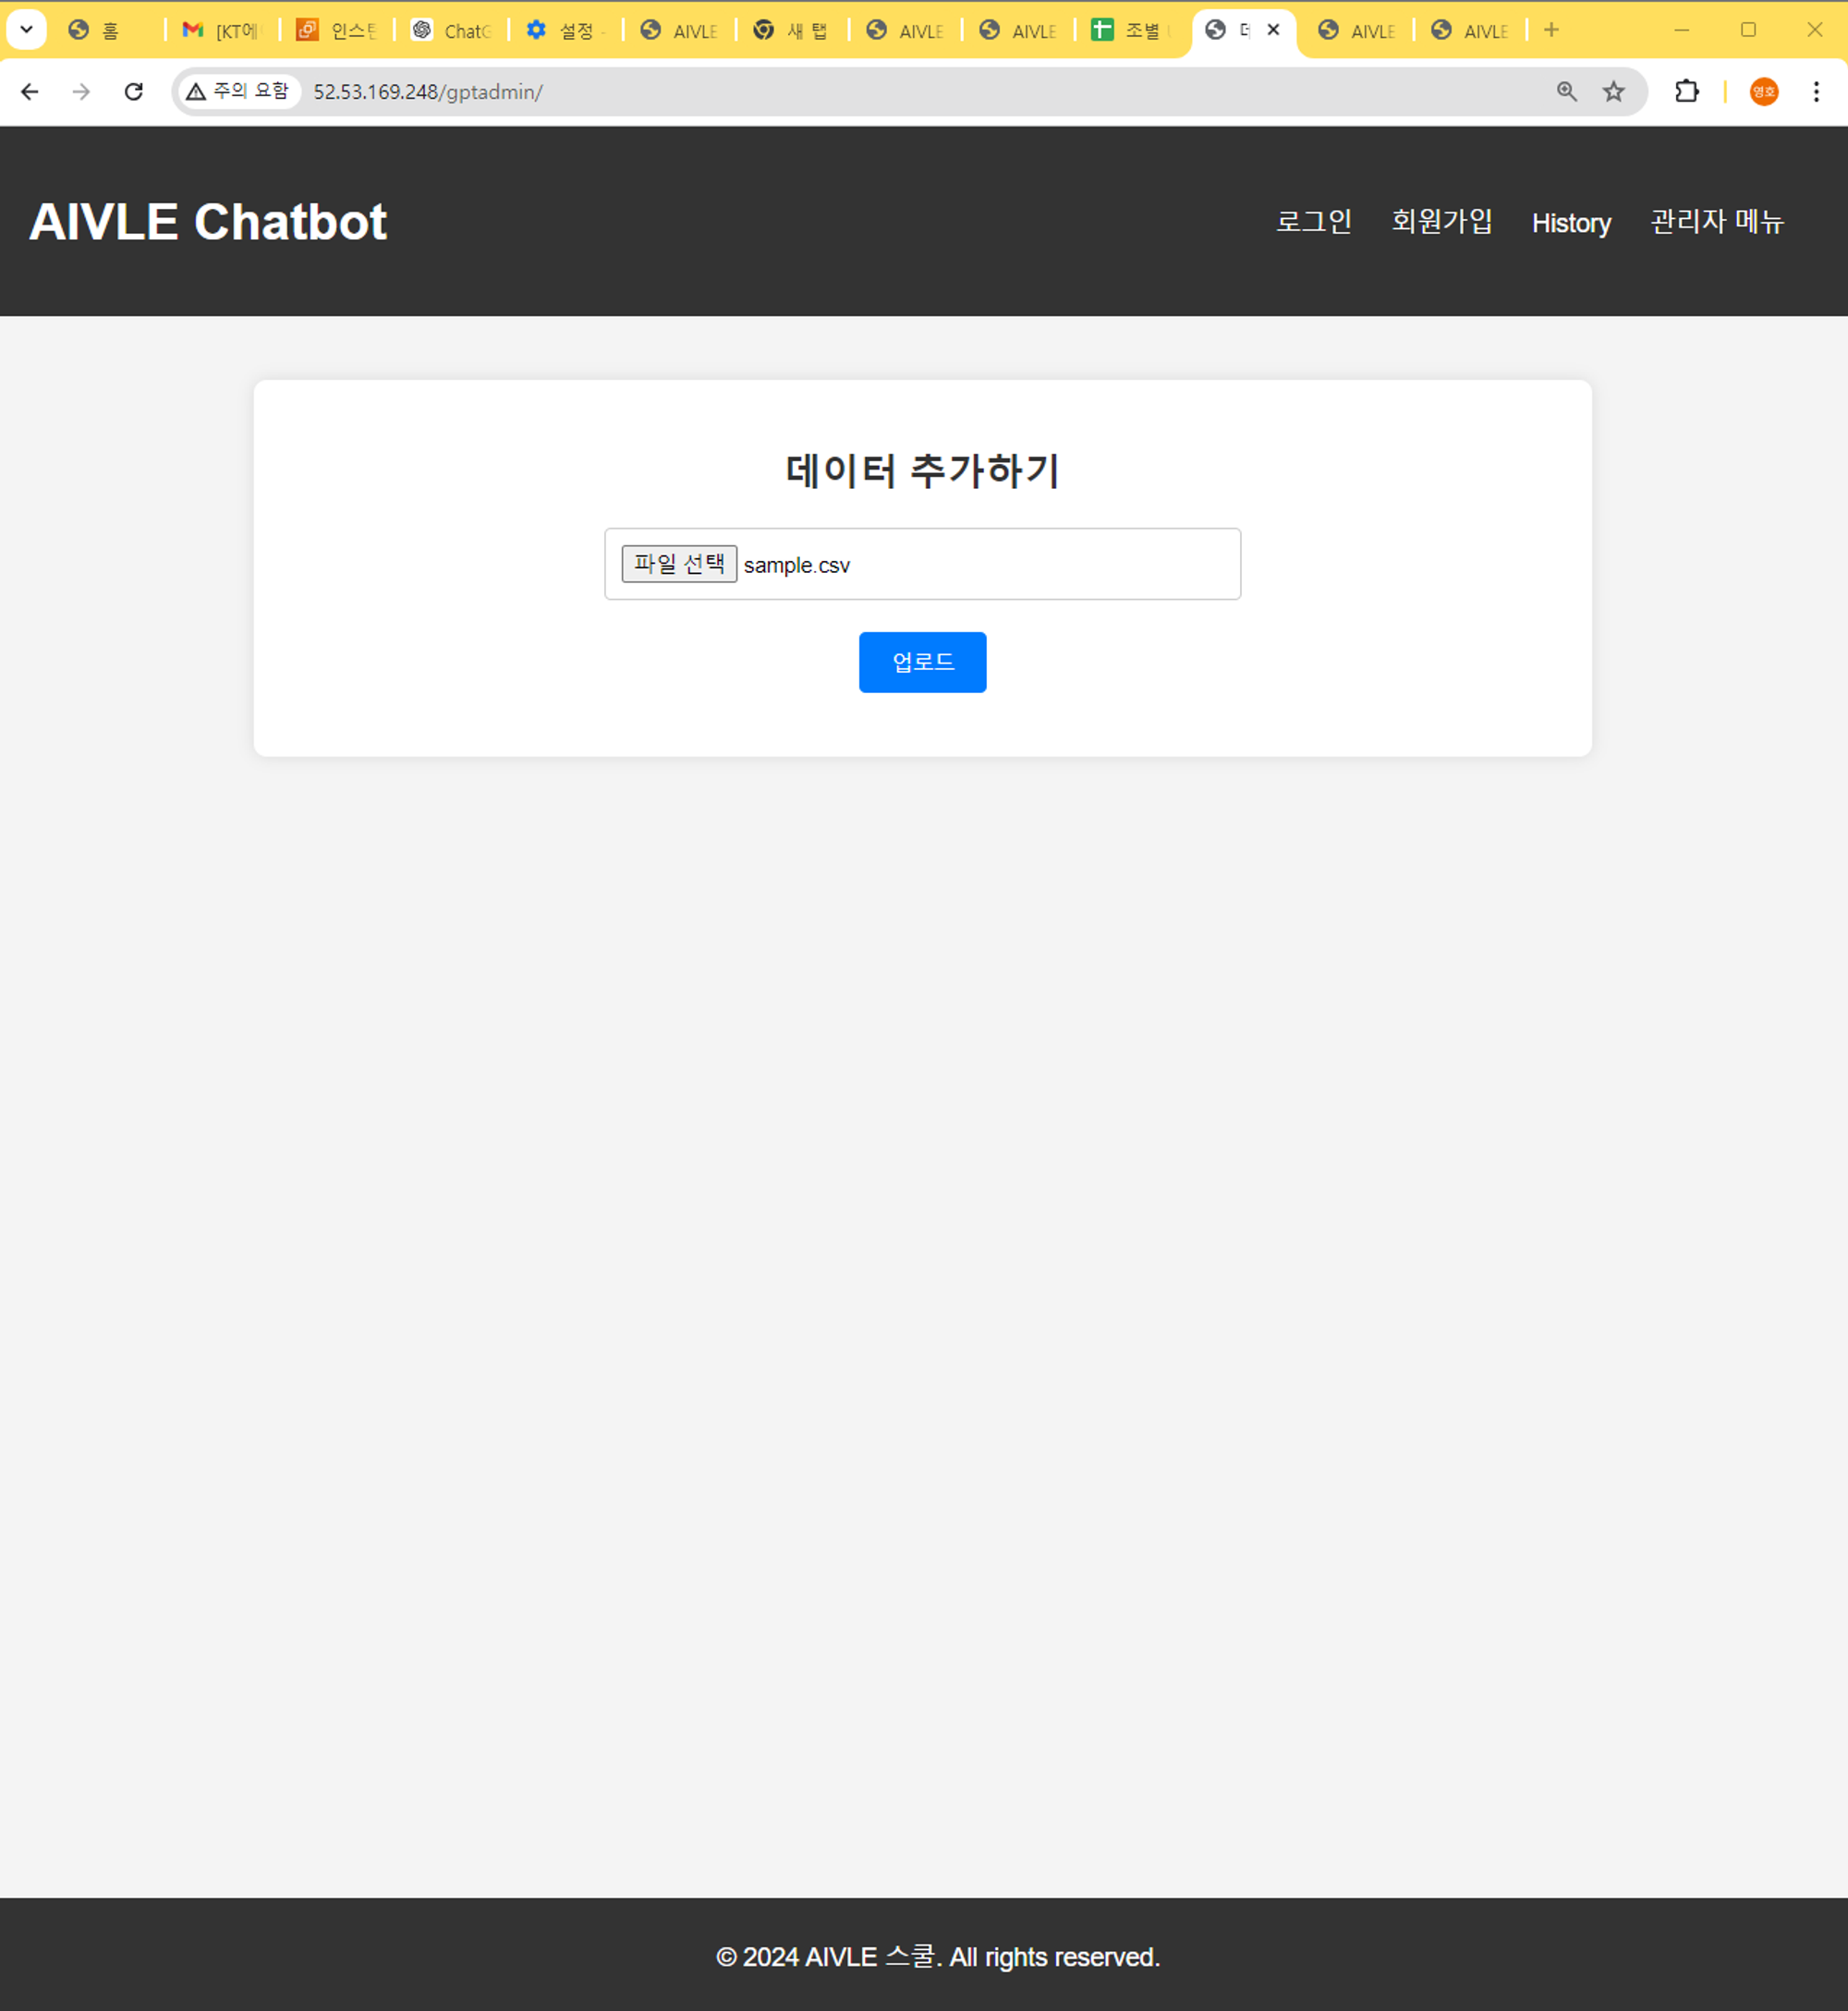 홈
[KT에
인스턴
ChatG
설정 -
AIVLE
새 탭
AIVLE
AIVLE
조별
AIVLE
AIVLE
주의 요함
52.53.169.248/gptadmin/
영호
AIVLE Chatbot
로그인 회원가입 History 관리자 메뉴
데이터 추가하기
파일 선택 sample.csv
업로드
© 2024 AIVLE 스쿨. All rights reserved.